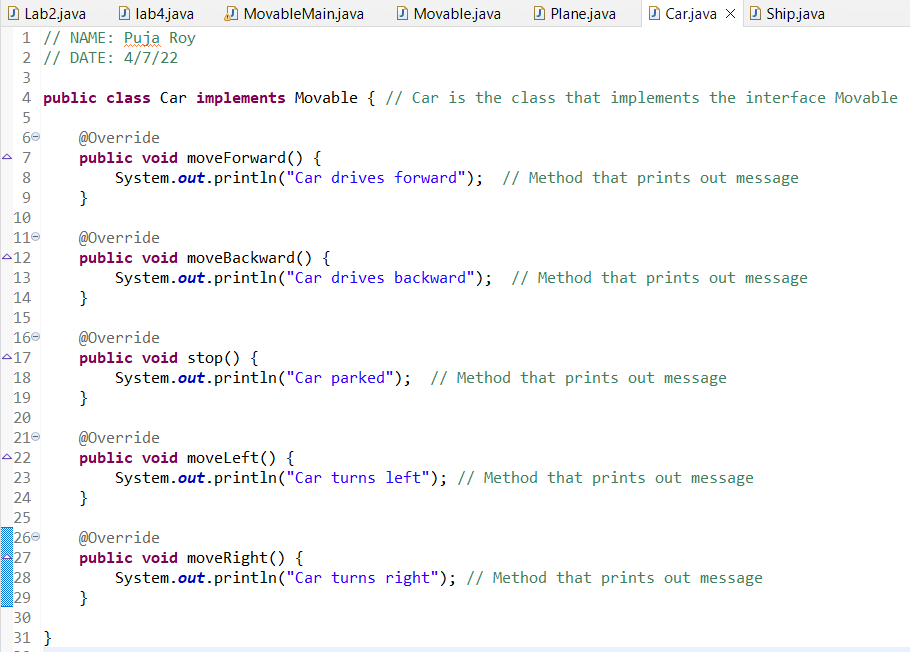 Lab2.java lab4.java MovableMain.java Movable.java Plane.java Car.java Ship.java
1 // NAME: Puja Roy
2 // DATE: 4/7/22
3
4 public class Car implements Movable { // Car is the class that implements the interface Movable
5
6 @Override
7 public void moveForward() {
8 System.out.println("Car drives forward");  // Method that prints out message
9 }
10
11 @Override
12 public void moveBackward() {
13 System.out.println("Car drives backward");  // Method that prints out message
14 }
15
16 @Override
17 public void stop() {
18 System.out.println("Car parked");  // Method that prints out message
19 }
20
21 @Override
22 public void moveLeft() {
23 System.out.println("Car turns left"); // Method that prints out message
24 }
25
26 @Override
27 public void moveRight() {
28 System.out.println("Car turns right"); // Method that prints out message
29 }
30
31 }